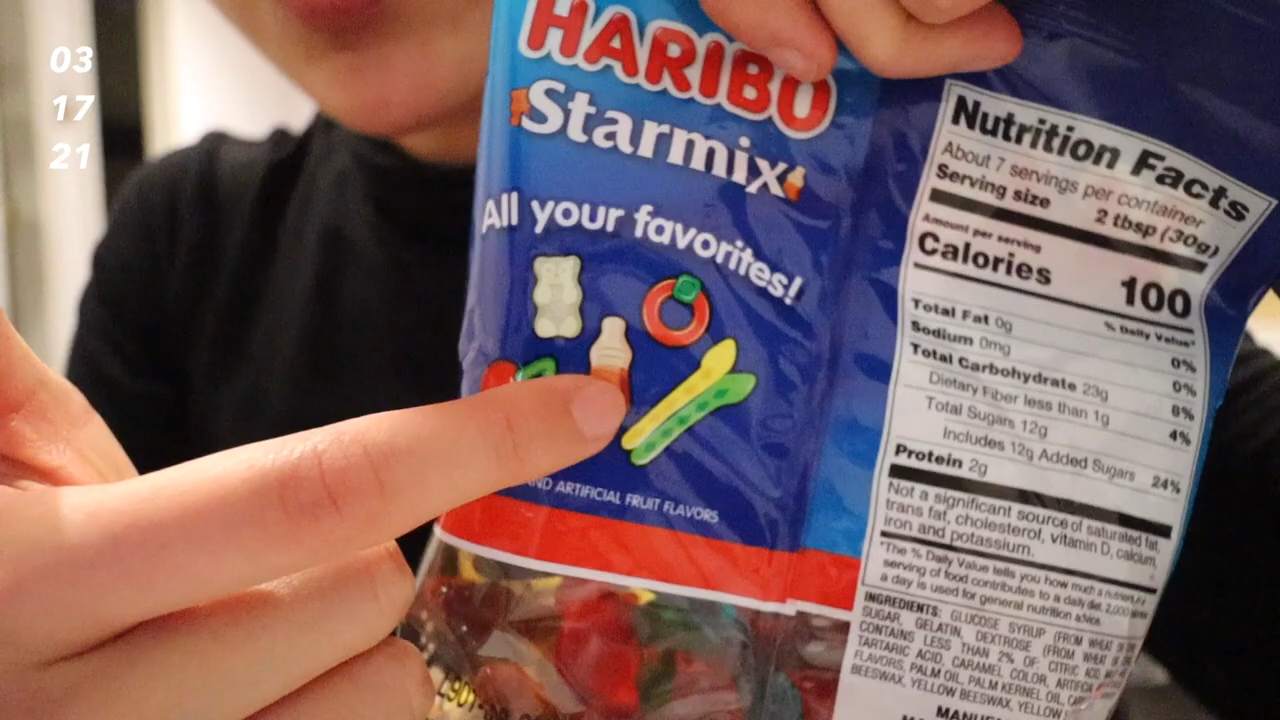 03
17
21
HARIBO
Starmix
All your favorites!
AND ARTIFICIAL FRUIT FLAVORS
Nutrition Facts
About 7 servings per container
Serving size 2 tbsp (30g)
Amount per serving
Calories 100
% Daily Value*
Total Fat 0g 0%
Sodium 0mg 0%
Total Carbohydrate 23g 8%
Dietary Fiber less than 1g 4%
Total Sugars 12g
Includes 12g Added Sugars 24%
Protein 2g
Not a significant source of saturated fat,
trans fat, cholesterol, vitamin D, calcium,
iron and potassium.
*The % Daily Value tells you how much a nutrient in a
serving of food contributes to a daily diet. 2,000
a day is used for general nutrition advice.
INGREDIENTS: GLUCOSE SYRUP (FROM WHEAT
SUGAR, GELATIN, DEXTROSE (FROM WHEAT
CONTAINS LESS THAN 2% OF: CITRIC ACID,
TARTARIC ACID, CARAMEL COLOR,
FLAVORS, PALM OIL, PALM KERNEL OIL,
BEESWAX, YELLOW BEESWAX, YELLOW